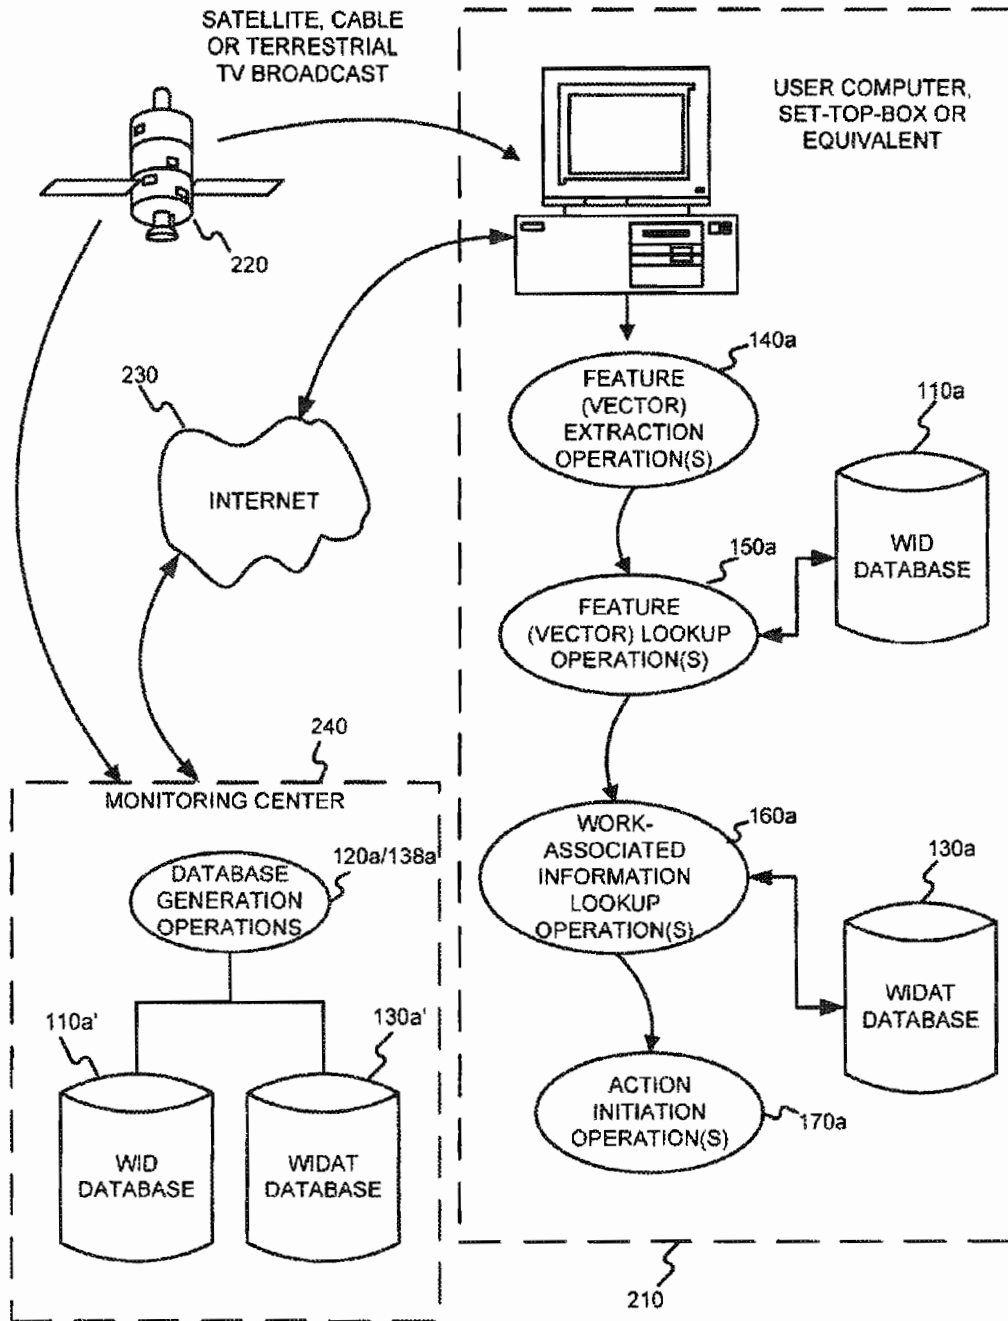 SATELLITE, CABLE
OR TERRESTRIAL
TV BROADCAST
220
USER COMPUTER,
SET-TOP-BOX OR
EQUIVALENT
230
INTERNET
140a
FEATURE
(VECTOR)
EXTRACTION
OPERATION(S)
110a
WID
DATABASE
150a
FEATURE
(VECTOR) LOOKUP
OPERATION(S)
160a
WORK-
ASSOCIATED
INFORMATION
LOOKUP
OPERATION(S)
130a
WIDAT
DATABASE
ACTION
INITIATION
OPERATION(S)
170a
210
240
MONITORING CENTER
120a/138a
DATABASE
GENERATION
OPERATIONS
110a'
WID
DATABASE
130a'
WIDAT
DATABASE